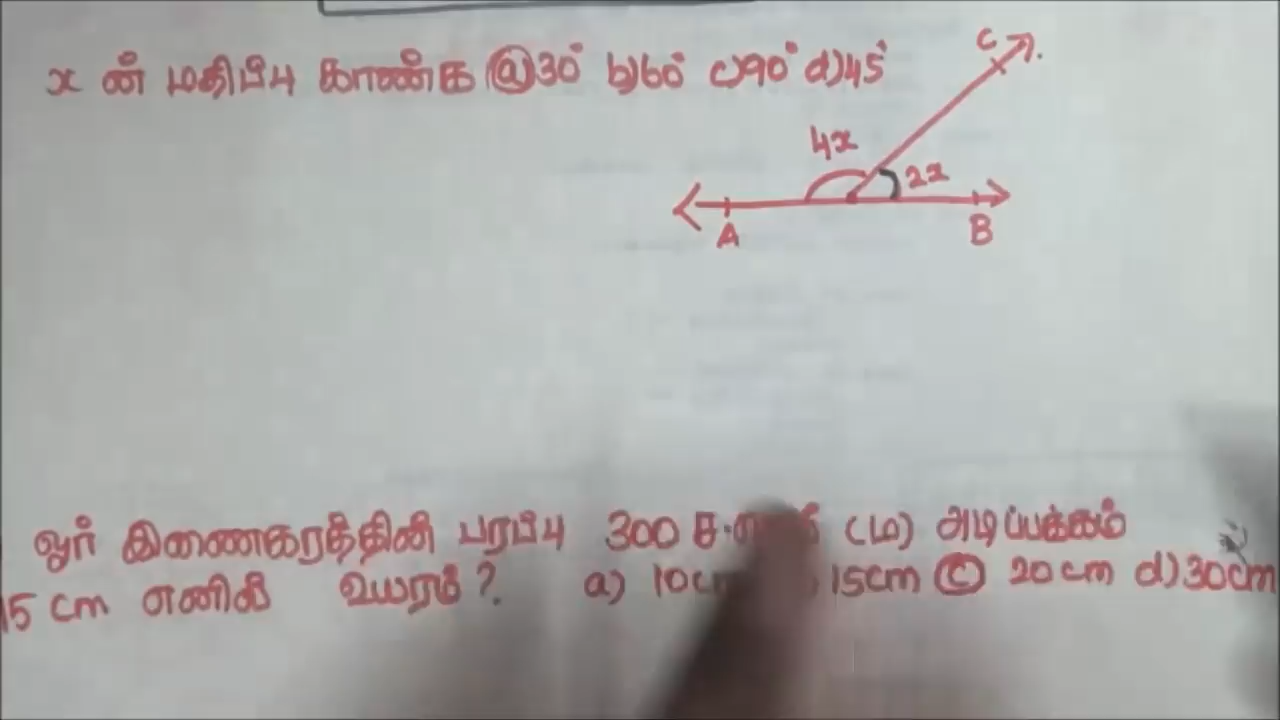 x ன் மதிப்பு காண்க a) 30° b) 60° c) 90° d) 45°
C
4x
2x
A B
ஓர் இணைகரத்தின் பரப்பு 300 ச. (ம) அடிப்பக்கம்
15 cm எனில் உயரம்? a) 10cm 15cm c) 20cm d) 30cm